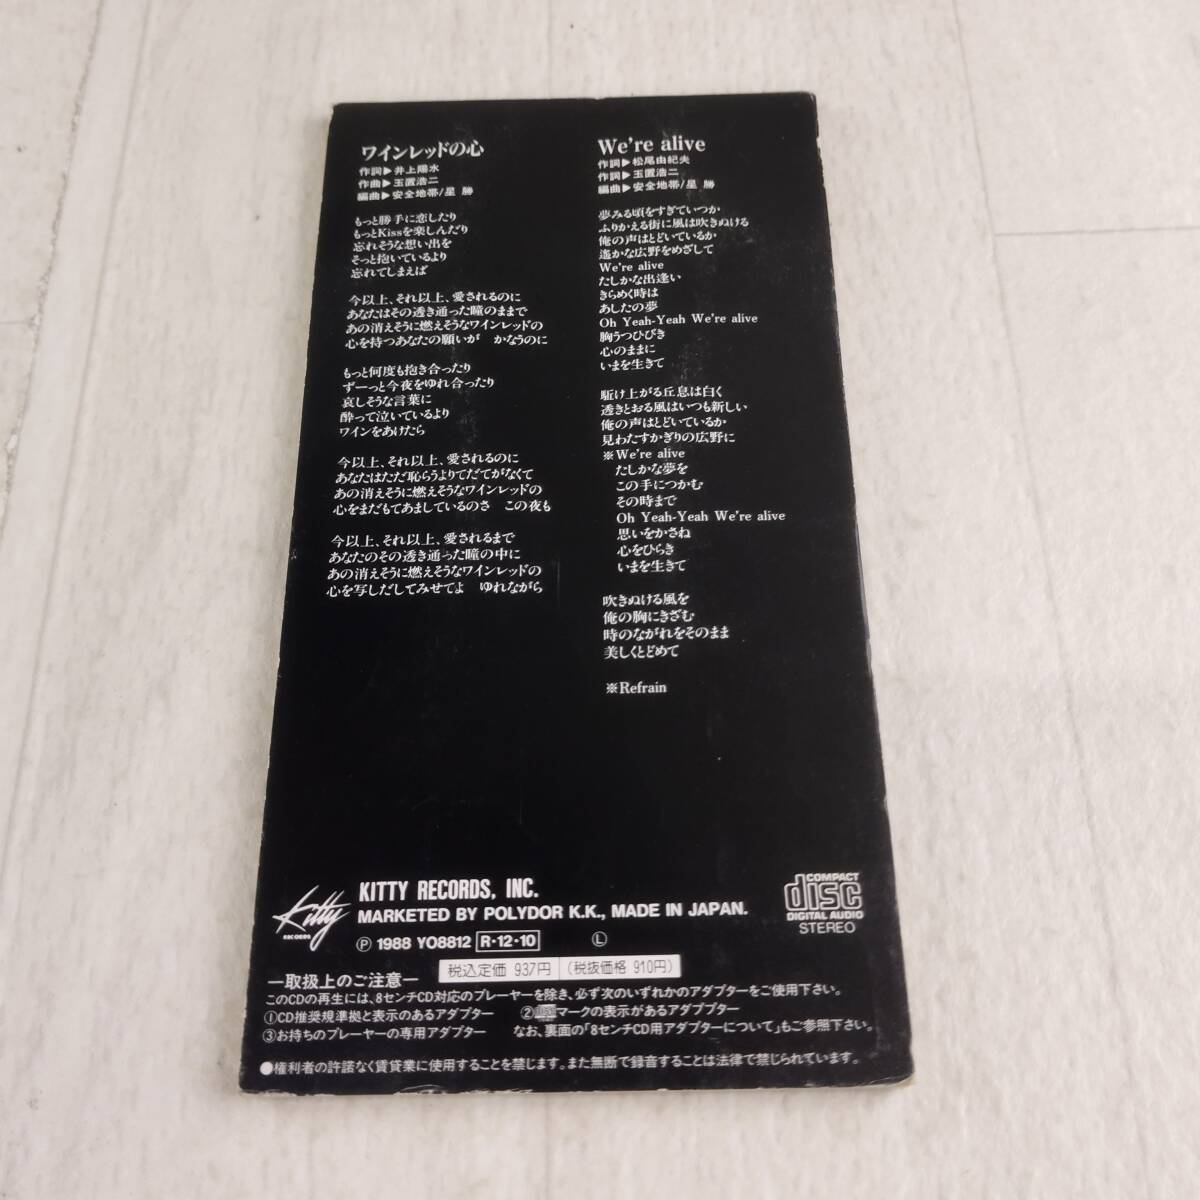 ワインレッドの心
作詞▶井上陽水
作曲▶玉置浩二
編曲▶安全地帯/星 勝
もっと勝手に恋したり
もっとKissを楽しんだり
忘れそうな想い出を
そっと抱いているより
忘れてしまえば
今以上、それ以上、愛されるのに
あなたはその透き通った瞳のままで
あの消えそうに燃えそうなワインレッドの
心を持つあなたの願いが かなうのに
もっと何度も抱き合ったり
ずーっと今夜をゆれ合ったり
哀しそうな言葉に
酔って泣いているより
ワインをあけたら
今以上、それ以上、愛されるのに
あなたはただ恥らうよりてだてがなくて
あの消えそうに燃えそうなワインレッドの
心をまだもてあましているのさ この夜も
今以上、それ以上、愛されるまで
あなたのその透き通った瞳の中に
あの消えそうに燃えそうなワインレッドの
心を写しだしてみせてよ ゆれながら
We're alive
作詞▶松尾由紀夫
作詞▶玉置浩二
編曲▶安全地帯/星 勝
夢みる頃をすぎていつか
ふりかえる街に風は吹きぬける
俺の声はとどいているか
遙かな広野をめざして
We're alive
たしかな出逢い
きらめく時は
あしたの夢
Oh Yeah-Yeah We're alive
胸うつひびき
心のままに
いまを生きて
駈け上がる丘息は白く
透きとおる風はいつも新しい
俺の声はとどいているか
見わたすかぎりの広野に
※We're alive
たしかな夢を
この手につかむ
その時まで
Oh Yeah-Yeah We're alive
思いをかさね
心をひらき
いまを生きて
吹きぬける風を
俺の胸にきざむ
時のながれをそのまま
美しくとどめて
※Refrain
Kitty
RECORDS
KITTY RECORDS, INC.
MARKETED BY POLYDOR K.K., MADE IN JAPAN.
Ⓟ 1988 YO8812 R・12・10 Ⓛ
COMPACT
disc
DIGITAL AUDIO
STEREO
税込定価 937円 (税抜価格 910円)
―取扱上のご注意―
このCDの再生には、8センチCD対応のプレーヤーを除き、必ず次のいずれかのアダプターをご使用下さい。
①CD推奨規準拠と表示のあるアダプター ②マークの表示があるアダププター
③お持ちのプレーヤーの専用アダプター なお、裏面の「8センチCD用アダプターについて」もご参照下さい。
●権利者の許諾なく賃貸業に使用することを禁じます。また無断で録音することは法律で禁じられています。